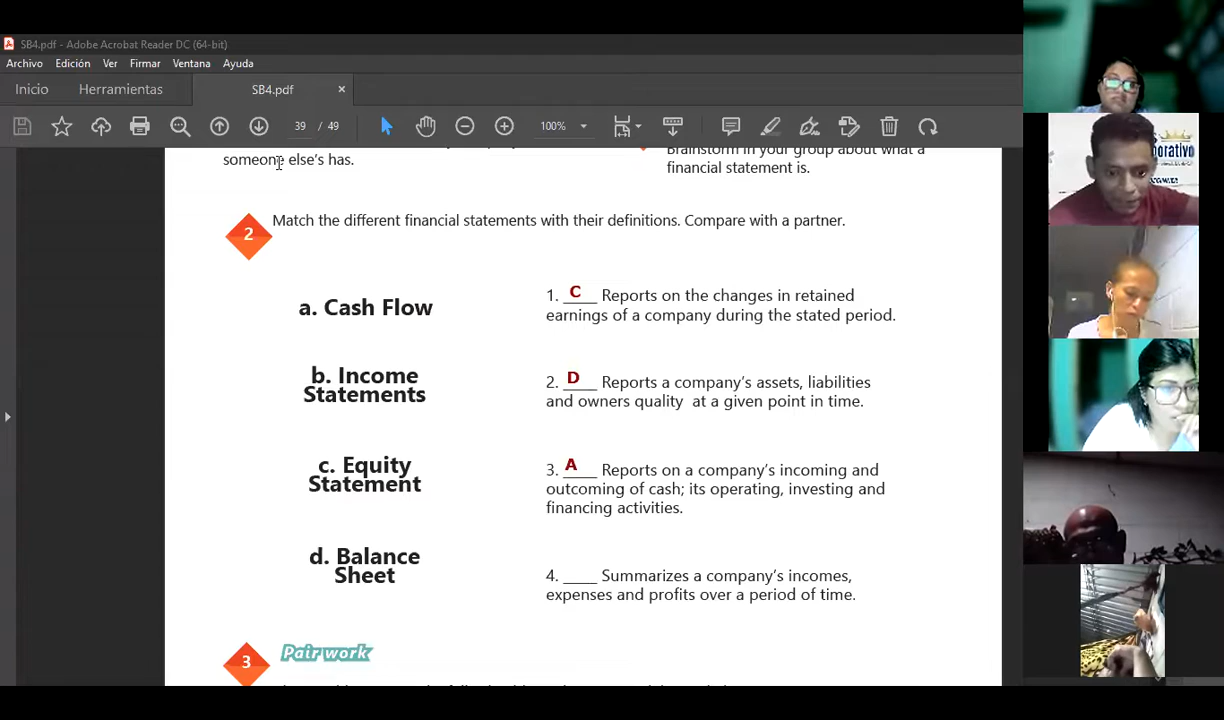 SB4.pdf - Adobe Acrobat Reader DC (64-bit)
Archivo Edición Ver Firmar Ventana Ayuda
Inicio Herramientas SB4.pdf ×
39 / 49 100%
someone else's has.
Brainstorm in your group about what a
financial statement is.
2 Match the different financial statements with their definitions. Compare with a partner.
a. Cash Flow
b. Income
Statements
c. Equity
Statement
d. Balance
Sheet
1. C Reports on the changes in retained
earnings of a company during the stated period.
2. D Reports a company's assets, liabilities
and owners quality at a given point in time.
3. A Reports on a company's incoming and
outcoming of cash; its operating, investing and
financing activities.
4. ____ Summarizes a company's incomes,
expenses and profits over a period of time.
3 Pair work